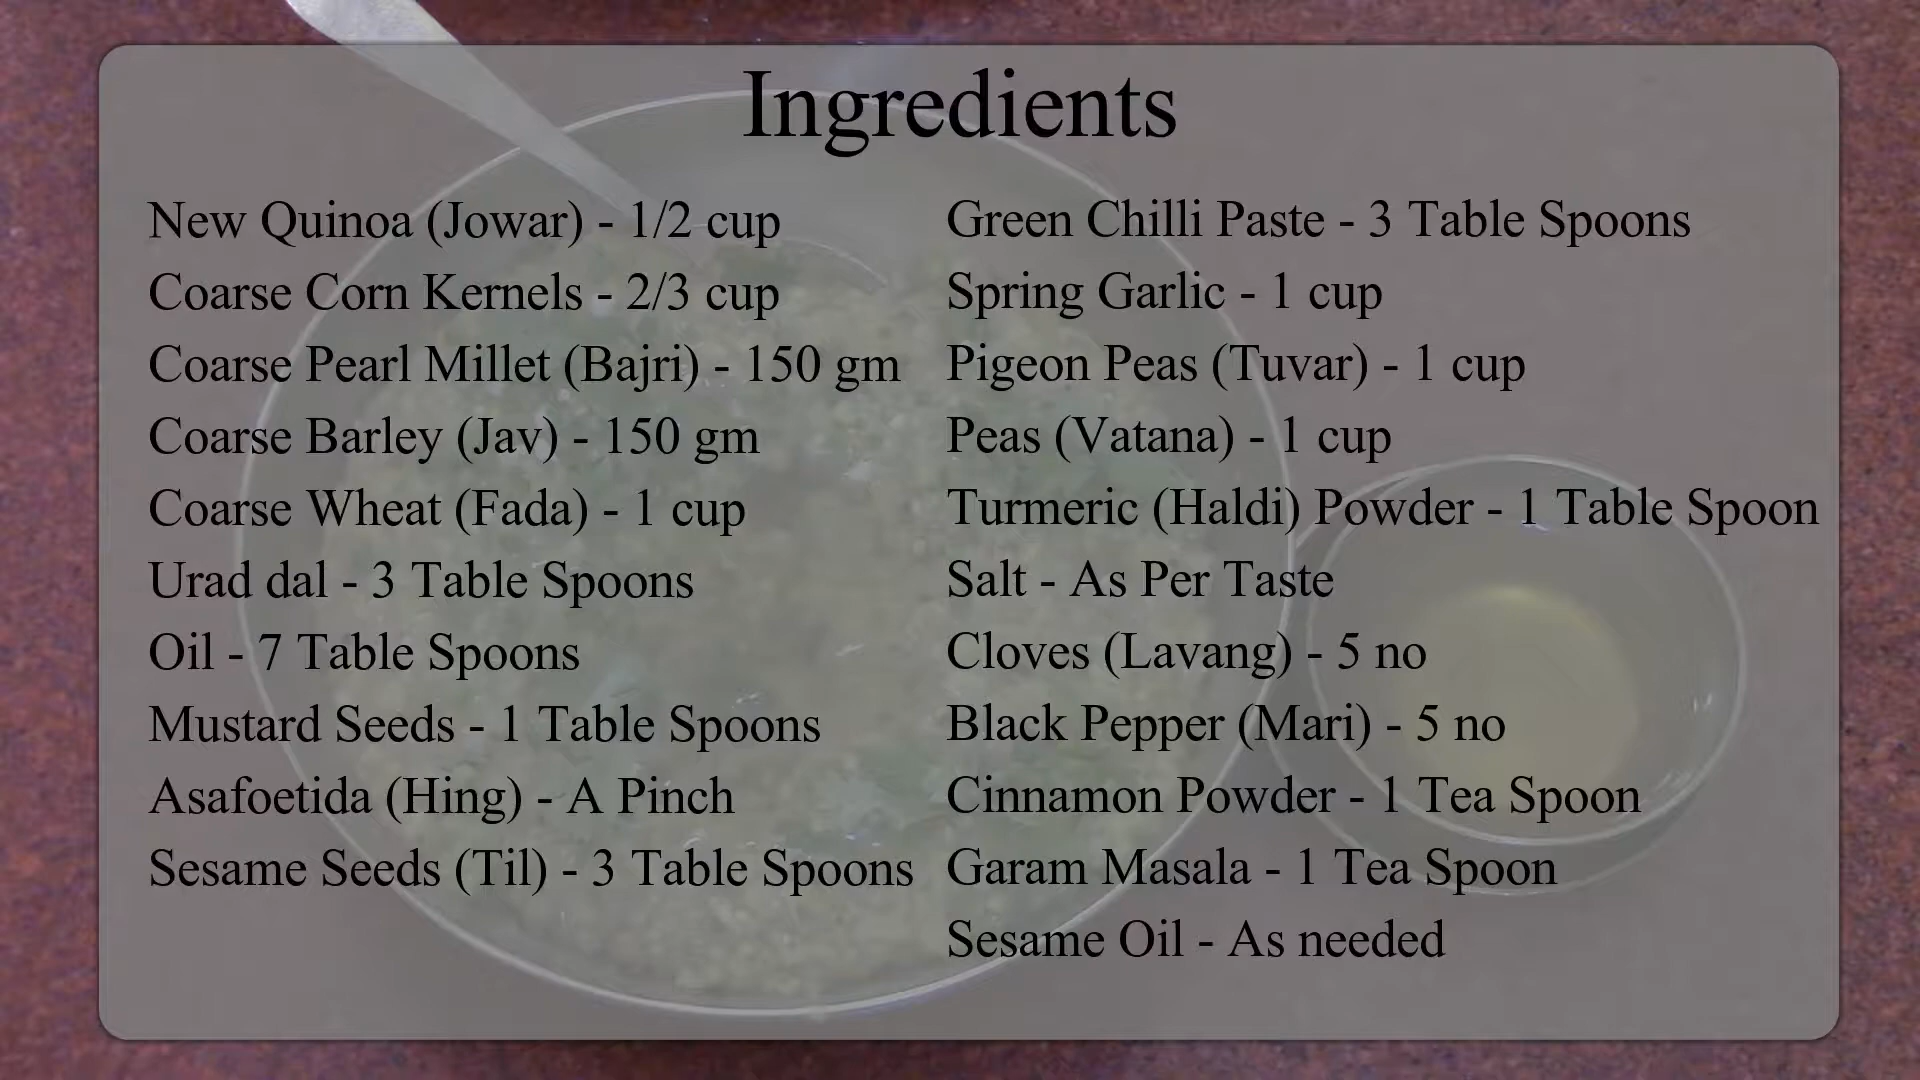 Ingredients
New Quinoa (Jowar) - 1/2 cup
Coarse Corn Kernels - 2/3 cup
Coarse Pearl Millet (Bajri) - 150 gm
Coarse Barley (Jav) - 150 gm
Coarse Wheat (Fada) - 1 cup
Urad dal - 3 Table Spoons
Oil - 7 Table Spoons
Mustard Seeds - 1 Table Spoons
Asafoetida (Hing) - A Pinch
Sesame Seeds (Til) - 3 Table Spoons
Green Chilli Paste - 3 Table Spoons
Spring Garlic - 1 cup
Pigeon Peas (Tuvar) - 1 cup
Peas (Vatana) - 1 cup
Turmeric (Haldi) Powder - 1 Table Spoon
Salt - As Per Taste
Cloves (Lavang) - 5 no
Black Pepper (Mari) - 5 no
Cinnamon Powder - 1 Tea Spoon
Garam Masala - 1 Tea Spoon
Sesame Oil - As needed